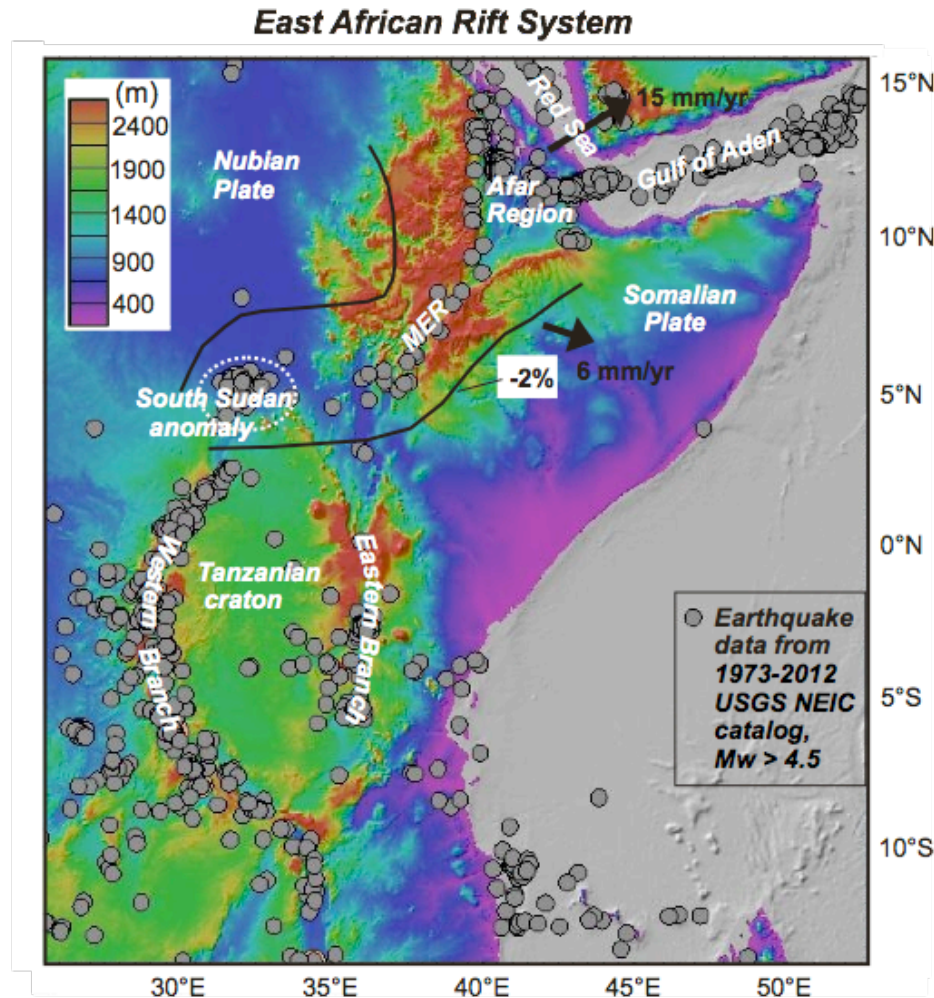 East African Rift System
(m)
2400
1900
1400
900
400
Nubian
Plate
Red Sea
15 mm/yr
Gulf of Aden
Afar
Region
MER
Somalian
Plate
-2%
6 mm/yr
South Sudan
anomaly
Western Branch
Tanzanian
craton
Eastern Branch
Earthquake
data from
1973-2012
USGS NEIC
catalog,
Mw > 4.5
15°N
10°N
5°N
0°N
5°S
10°S
30°E
35°E
40°E
45°E
50°E